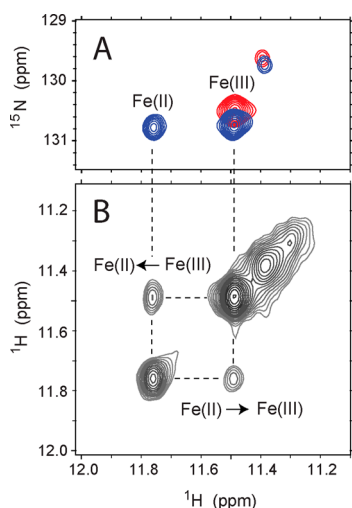 129
A
130
Fe(III)
Fe(II)
131
¹⁵N (ppm)
B
11.2
Fe(II) ← Fe(III)
11.4
11.6
11.8
Fe(II) → Fe(III)
12.0
¹H (ppm)
12.0 11.8 11.6 11.4 11.2
¹H (ppm)